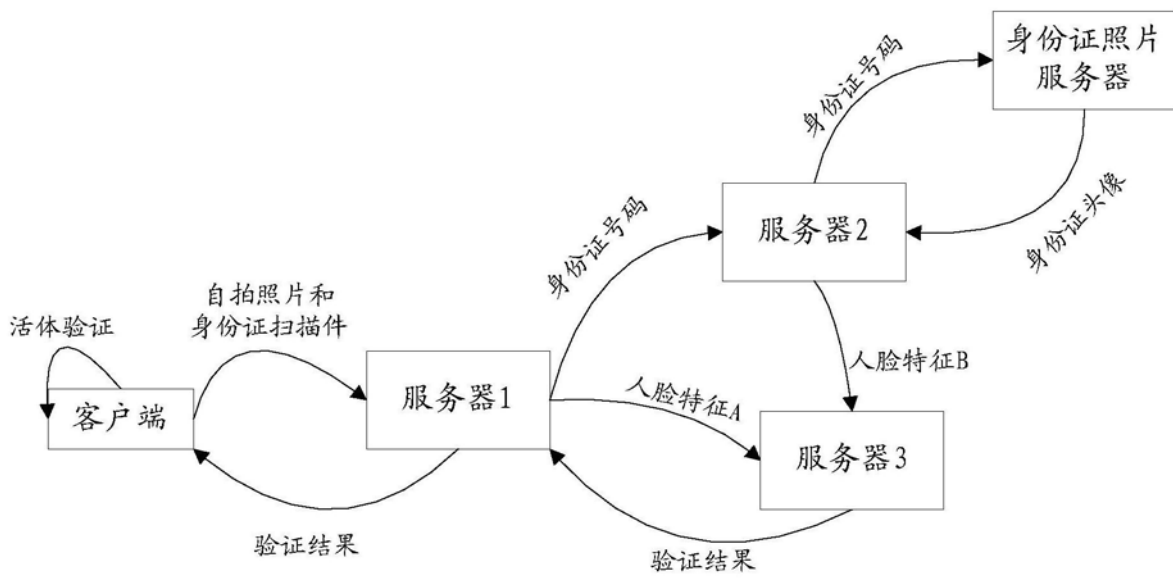 身份证照片
服务器
身份证号码
身份证头像
服务器2
身份证号码
自拍照片和
身份证扫描件
活体验证
客户端
服务器1
人脸特征A
人脸特征B
服务器3
验证结果
验证结果